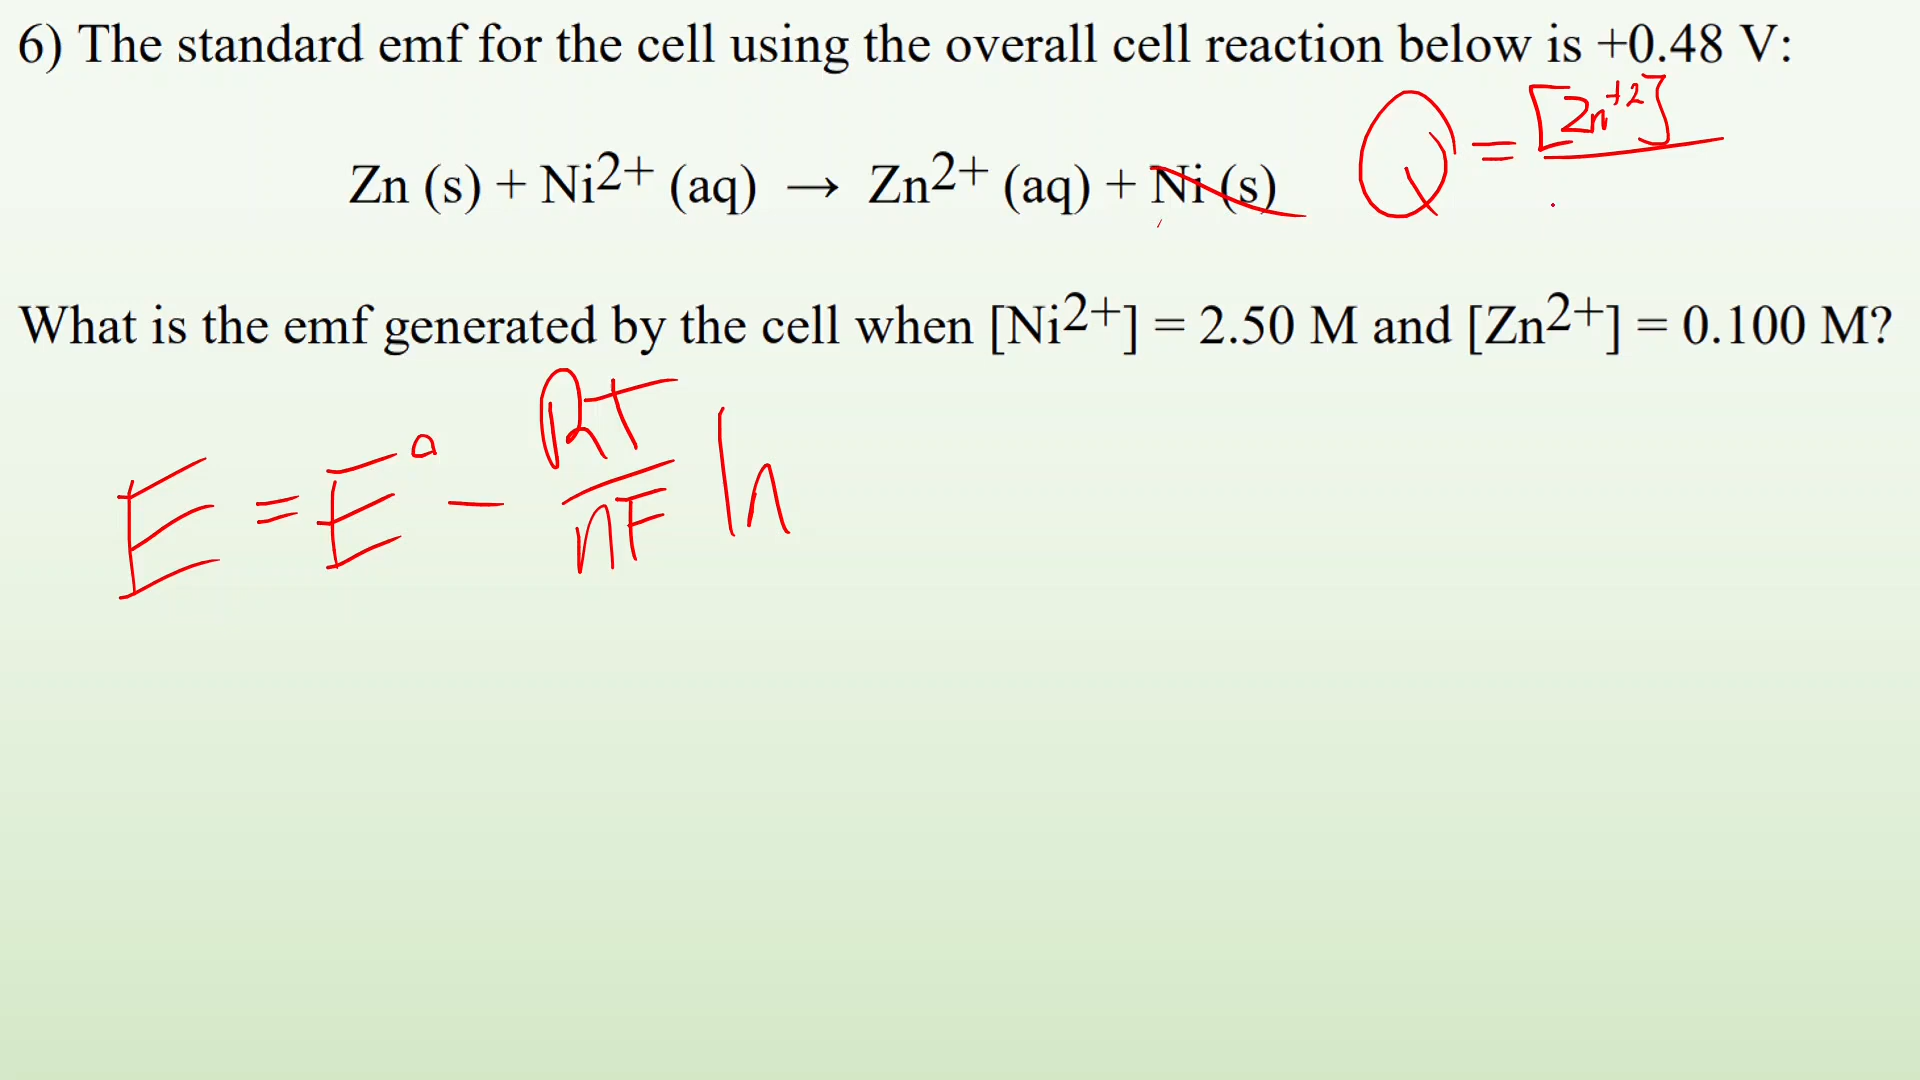 6) The standard emf for the cell using the overall cell reaction below is +0.48 V:
Q = [Zn⁺²]
Zn (s) + Ni2+ (aq) → Zn2+ (aq) + Ni (s)
What is the emf generated by the cell when [Ni2+] = 2.50 M and [Zn2+] = 0.100 M?
E = E° − RT/nF ln